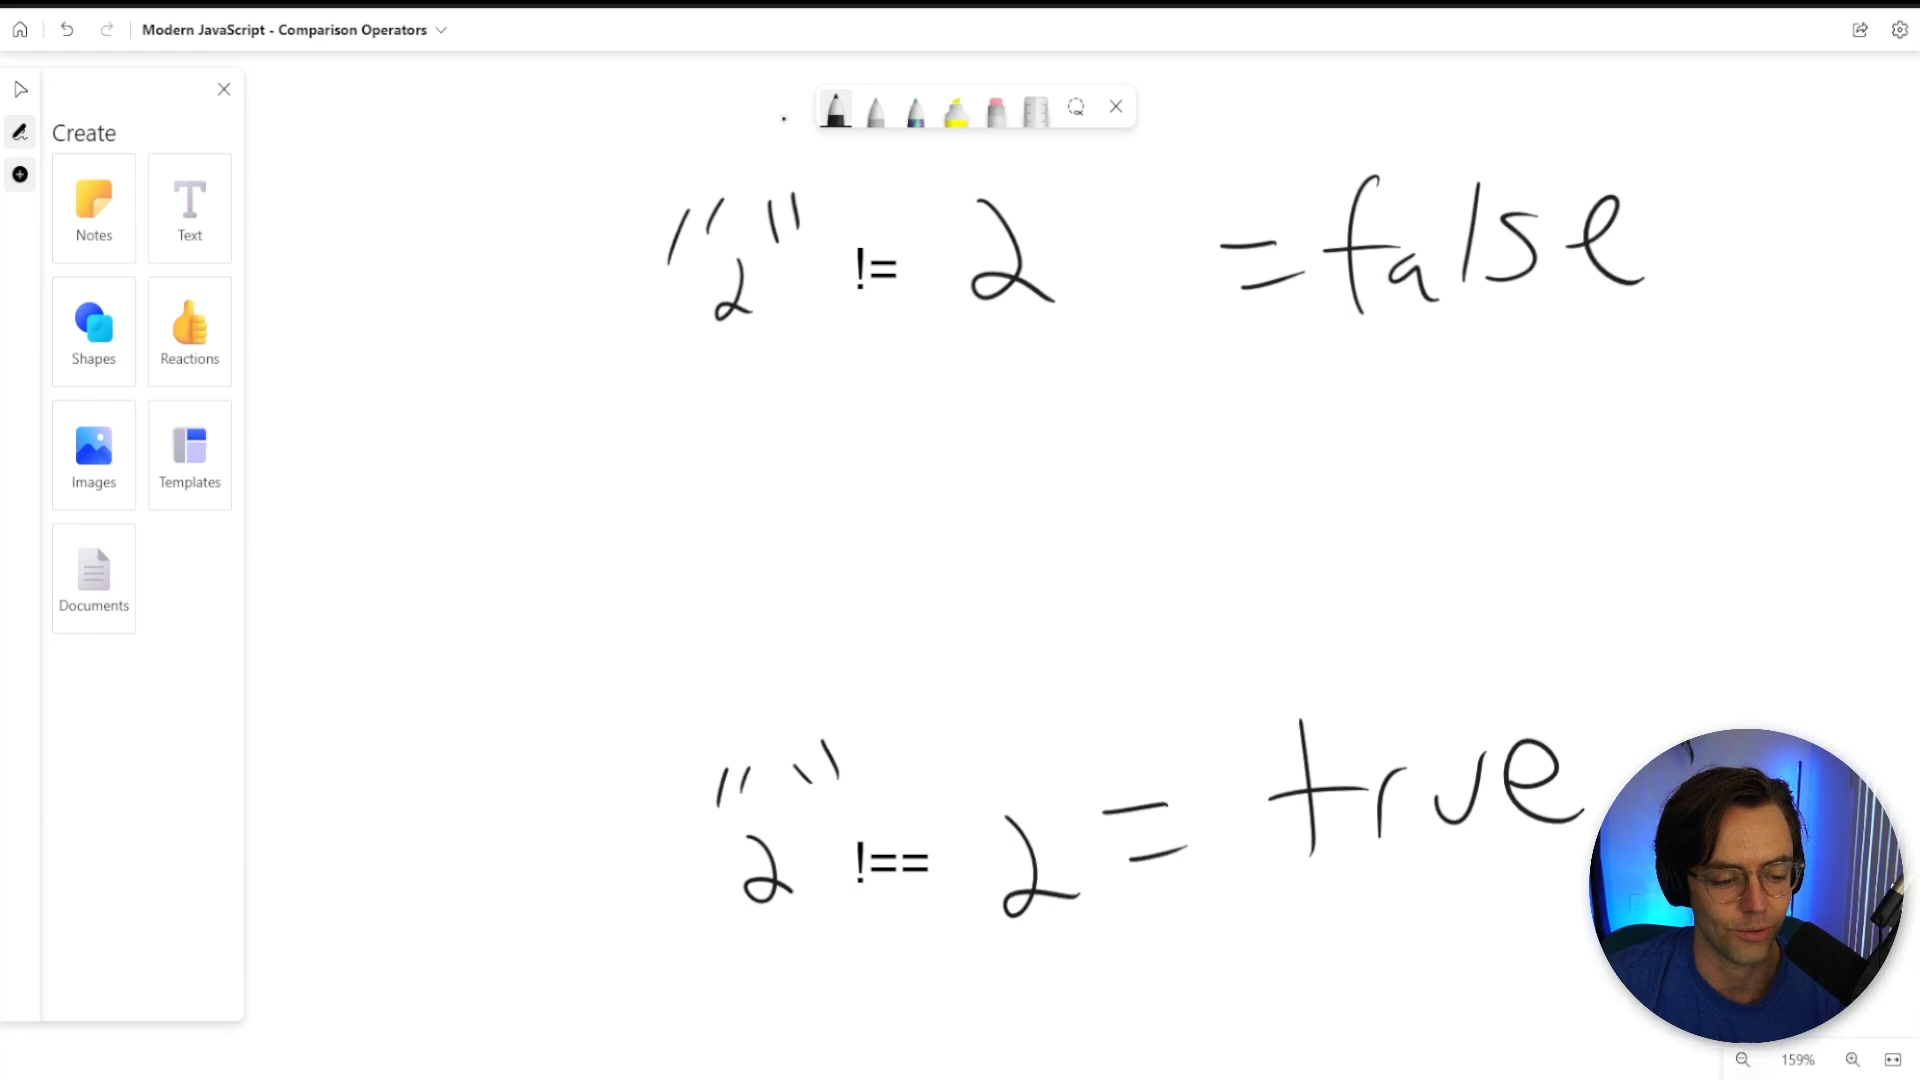 Modern JavaScript - Comparison Operators
Create
Notes
Text
Shapes
Reactions
Images
Templates
Documents
"2" != 2 = false
"2" !== 2 = true
159%